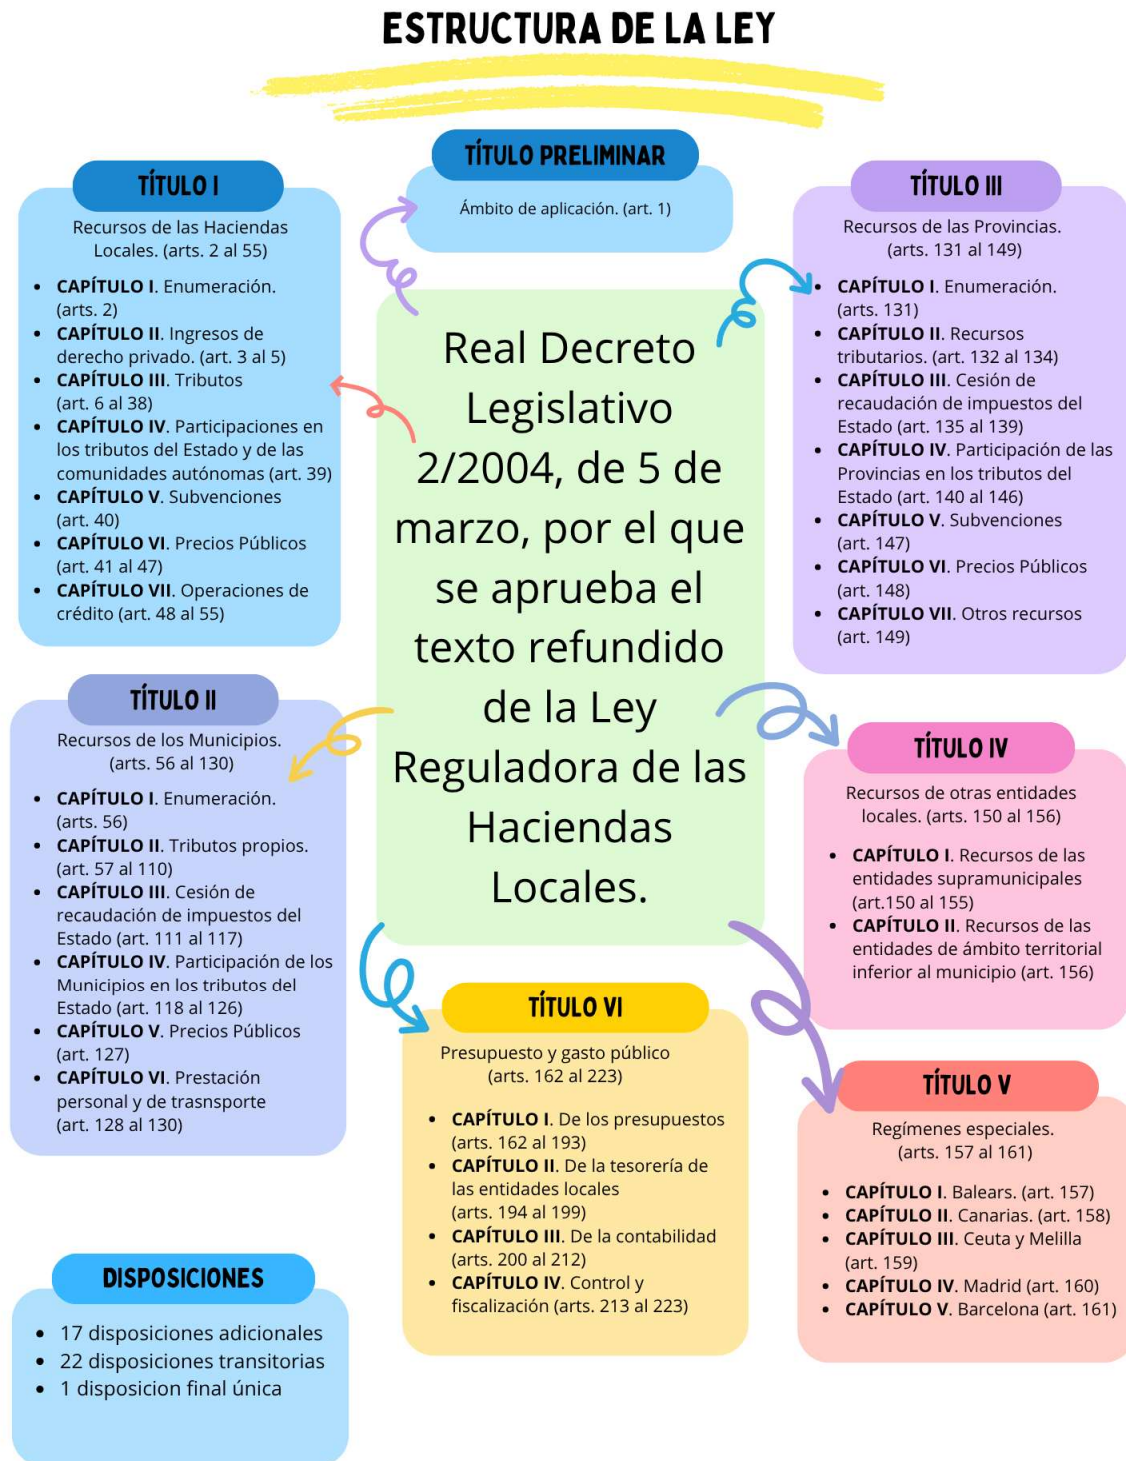 ESTRUCTURA DE LA LEY
TÍTULO PRELIMINAR
Ámbito de aplicación. (art. 1)
TÍTULO I
Recursos de las Haciendas
Locales. (arts. 2 al 55)
• CAPÍTULO I. Enumeración.
(arts. 2)
• CAPÍTULO II. Ingresos de
derecho privado. (art. 3 al 5)
• CAPÍTULO III. Tributos
(art. 6 al 38)
• CAPÍTULO IV. Participaciones en
los tributos del Estado y de las
comunidades autónomas (art. 39)
• CAPÍTULO V. Subvenciones
(art. 40)
• CAPÍTULO VI. Precios Públicos
(art. 41 al 47)
• CAPÍTULO VII. Operaciones de
crédito (art. 48 al 55)
Real Decreto
Legislativo
2/2004, de 5 de
marzo, por el que
se aprueba el
texto refundido
de la Ley
Reguladora de las
Haciendas
Locales.
TÍTULO III
Recursos de las Provincias.
(arts. 131 al 149)
• CAPÍTULO I. Enumeración.
(arts. 131)
• CAPÍTULO II. Recursos
tributarios. (art. 132 al 134)
• CAPÍTULO III. Cesión de
recaudación de impuestos del
Estado (art. 135 al 139)
• CAPÍTULO IV. Participación de las
Provincias en los tributos del
Estado (art. 140 al 146)
• CAPÍTULO V. Subvenciones
(art. 147)
• CAPÍTULO VI. Precios Públicos
(art. 148)
• CAPÍTULO VII. Otros recursos
(art. 149)
TÍTULO II
Recursos de los Municipios.
(arts. 56 al 130)
• CAPÍTULO I. Enumeración.
(arts. 56)
• CAPÍTULO II. Tributos propios.
(art. 57 al 110)
• CAPÍTULO III. Cesión de
recaudación de impuestos del
Estado (art. 111 al 117)
• CAPÍTULO IV. Participación de los
Municipios en los tributos del
Estado (art. 118 al 126)
• CAPÍTULO V. Precios Públicos
(art. 127)
• CAPÍTULO VI. Prestación
personal y de trasnsporte
(art. 128 al 130)
TÍTULO IV
Recursos de otras entidades
locales. (arts. 150 al 156)
• CAPÍTULO I. Recursos de las
entidades supramunicipales
(art.150 al 155)
• CAPÍTULO II. Recursos de las
entidades de ámbito territorial
inferior al municipio (art. 156)
TÍTULO VI
Presupuesto y gasto público
(arts. 162 al 223)
• CAPÍTULO I. De los presupuestos
(arts. 162 al 193)
• CAPÍTULO II. De la tesorería de
las entidades locales
(arts. 194 al 199)
• CAPÍTULO III. De la contabilidad
(arts. 200 al 212)
• CAPÍTULO IV. Control y
fiscalización (arts. 213 al 223)
TÍTULO V
Regímenes especiales.
(arts. 157 al 161)
• CAPÍTULO I. Balears. (art. 157)
• CAPÍTULO II. Canarias. (art. 158)
• CAPÍTULO III. Ceuta y Melilla
(art. 159)
• CAPÍTULO IV. Madrid (art. 160)
• CAPÍTULO V. Barcelona (art. 161)
DISPOSICIONES
• 17 disposiciones adicionales
• 22 disposiciones transitorias
• 1 disposicion final única